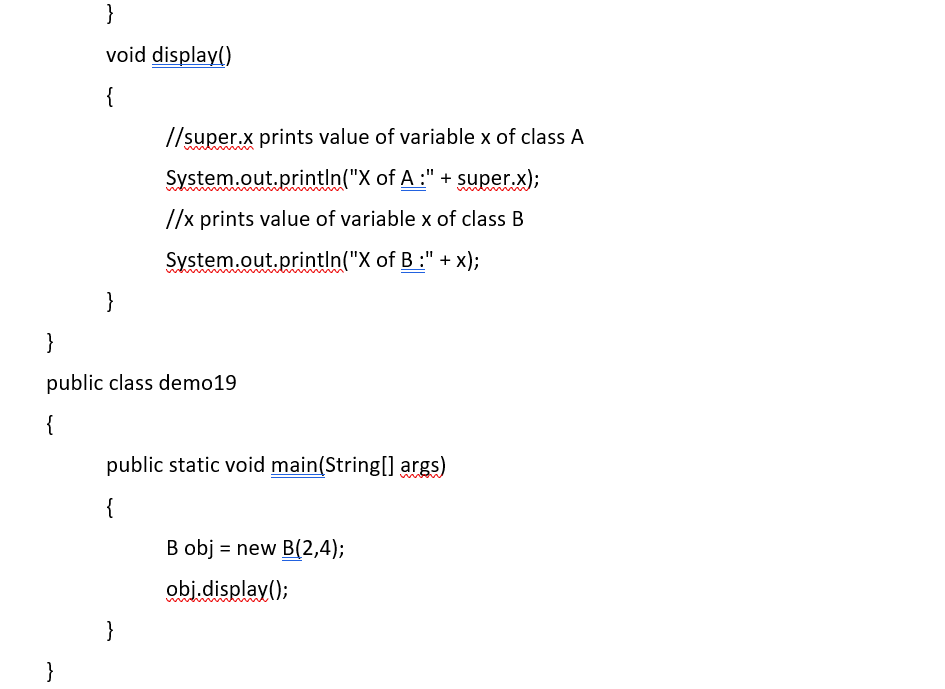 }
void display()
{
//super.x prints value of variable x of class A
System.out.println("X of A :" + super.x);
//x prints value of variable x of class B
System.out.println("X of B :" + x);
}
}
public class demo19
{
public static void main(String[] args)
{
B obj = new B(2,4);
obj.display();
}
}